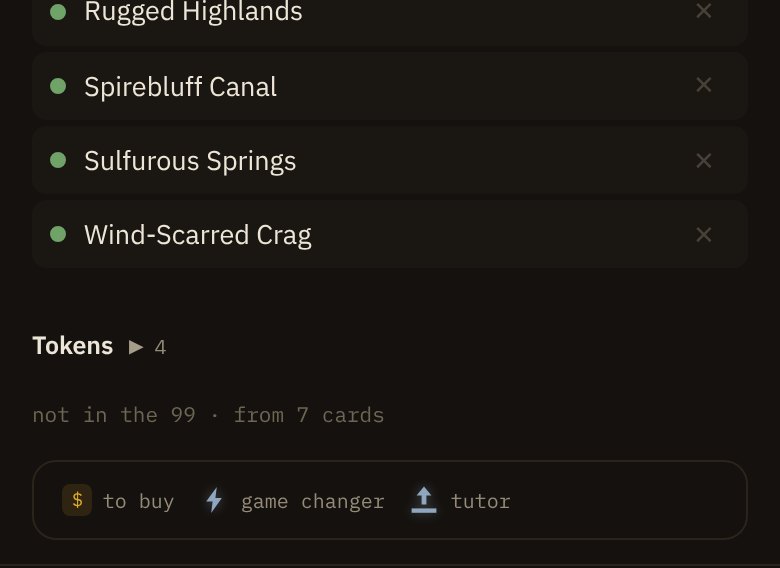 Rugged Highlands ×
Spirebluff Canal ×
Sulfurous Springs ×
Wind-Scarred Crag ×
Tokens ▶ 4
not in the 99 · from 7 cards
$ to buy game changer tutor